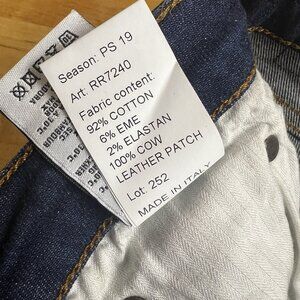 Season: PS 19
Art: RR7240
Fabric content:
92% COTTON
6% EME
2% ELASTAN
100% COW
LEATHER PATCH
Lot: 252
MADE IN ITALY